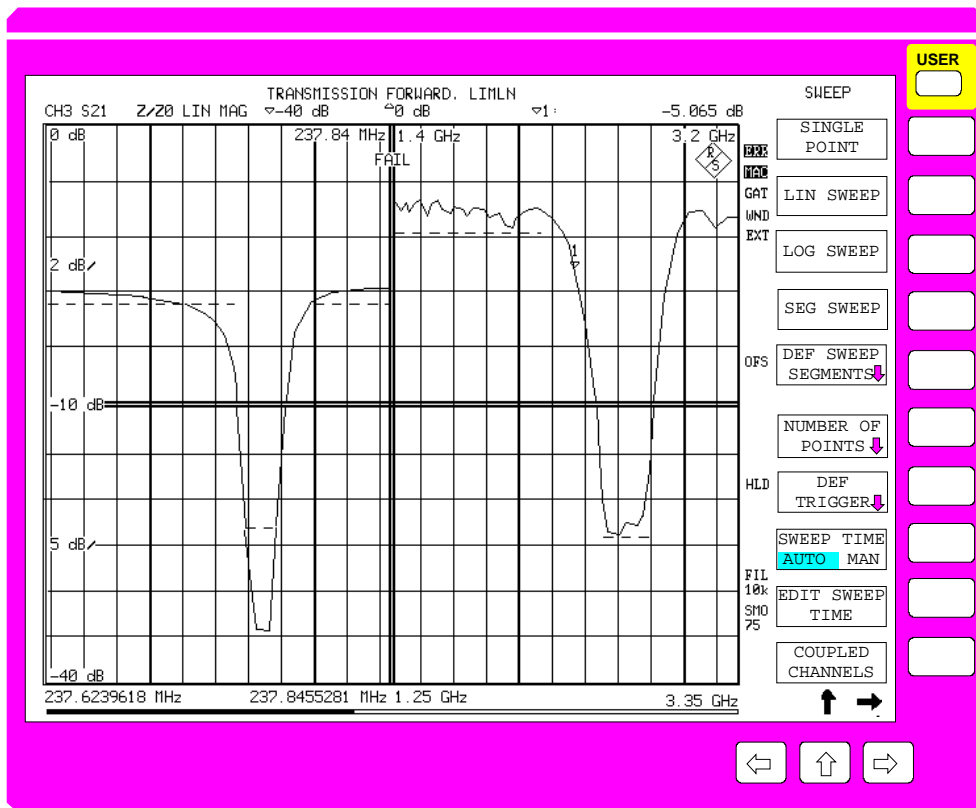 USER
TRANSMISSION FORWARD. LIMLN
SWEEP
CH3 S21 Z/Z0 LIN MAG ▿-40 dB △0 dB ▿1: -5.065 dB
0 dB 237.84 MHz 1.4 GHz 3.2 GHz
FAIL
R
S
1
2 dB/
-10 dB
5 dB/
-40 dB
237.6239618 MHz 237.8455281 MHz 1.25 GHz 3.35 GHz
ERR
MAC
GAT
WND
EXT
OFS
HLD
FIL
10k
SMO
75
SINGLE
POINT
LIN SWEEP
LOG SWEEP
SEG SWEEP
DEF SWEEP
SEGMENTS
NUMBER OF
POINTS
DEF
TRIGGER
SWEEP TIME
AUTO MAN
EDIT SWEEP
TIME
COUPLED
CHANNELS